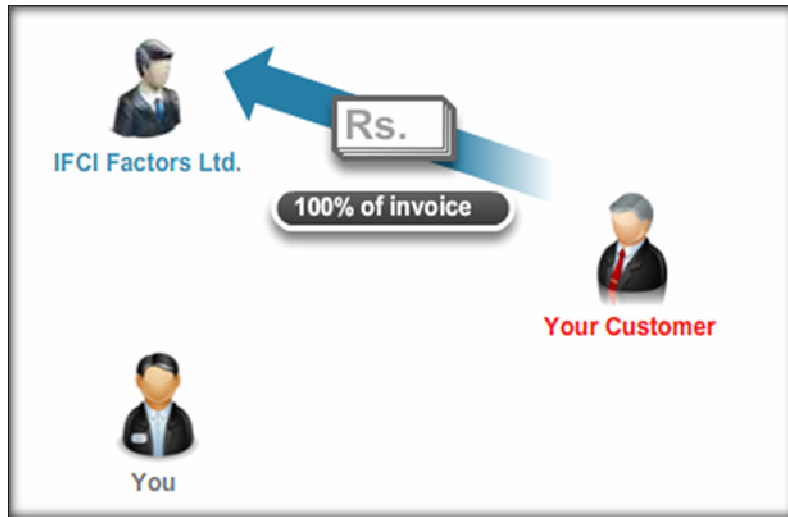 Rs.
IFCI Factors Ltd.
100% of invoice
Your Customer
You